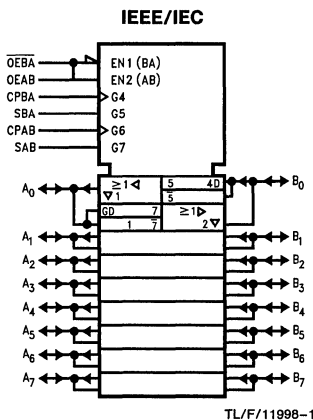 IEEE/IEC
OEBA EN1 (BA)
OEAB EN2 (AB)
CPBA G4
SBA G5
CPAB G6
SAB G7
A0 ≥1 5 4D B0
▽1 5
GD 7 ≥1
1 7 2▽
A1 B1
A2 B2
A3 B3
A4 B4
A5 B5
A6 B6
A7 B7
TL/F/11998-1